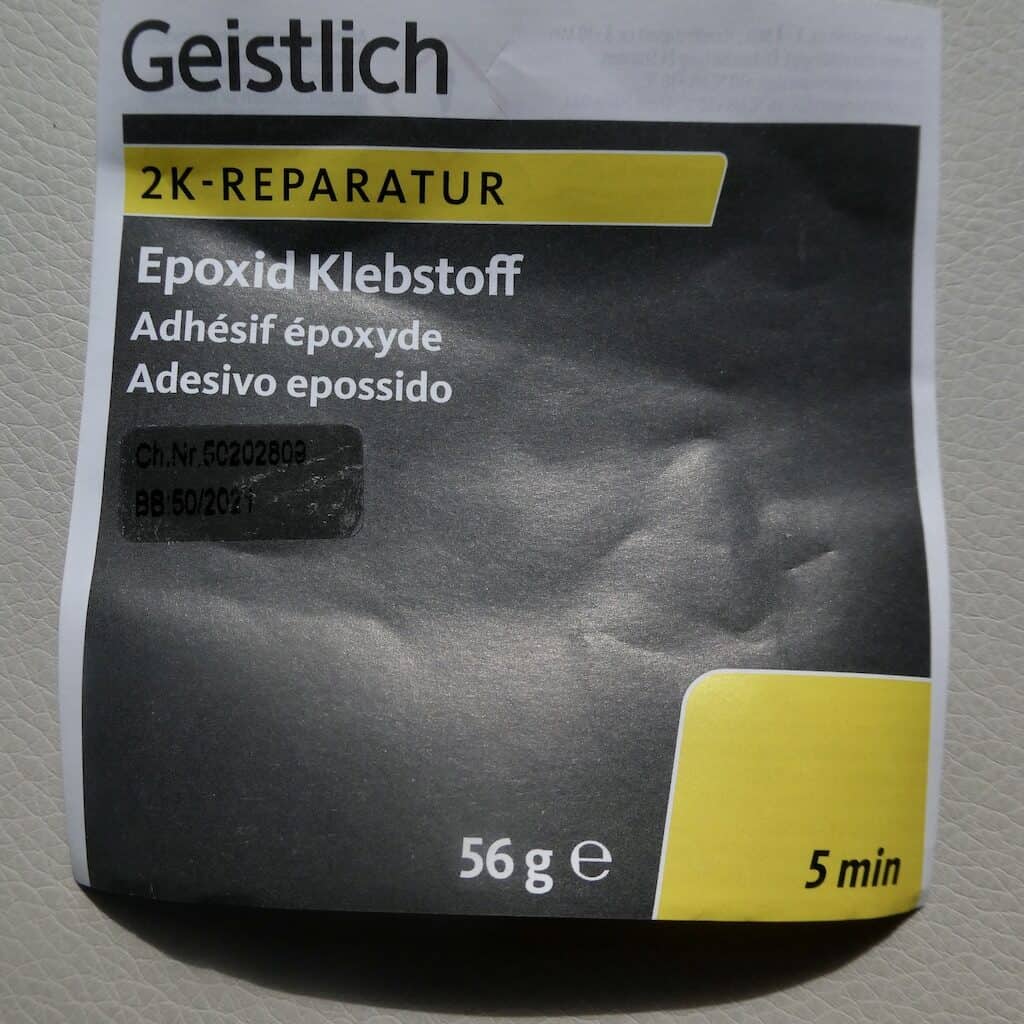 Geistlich
2K-REPARATUR
Epoxid Klebstoff
Adhésif époxyde
Adesivo epossido
Ch.Nr.50202809
BB:50/2021
56 g ℮
5 min